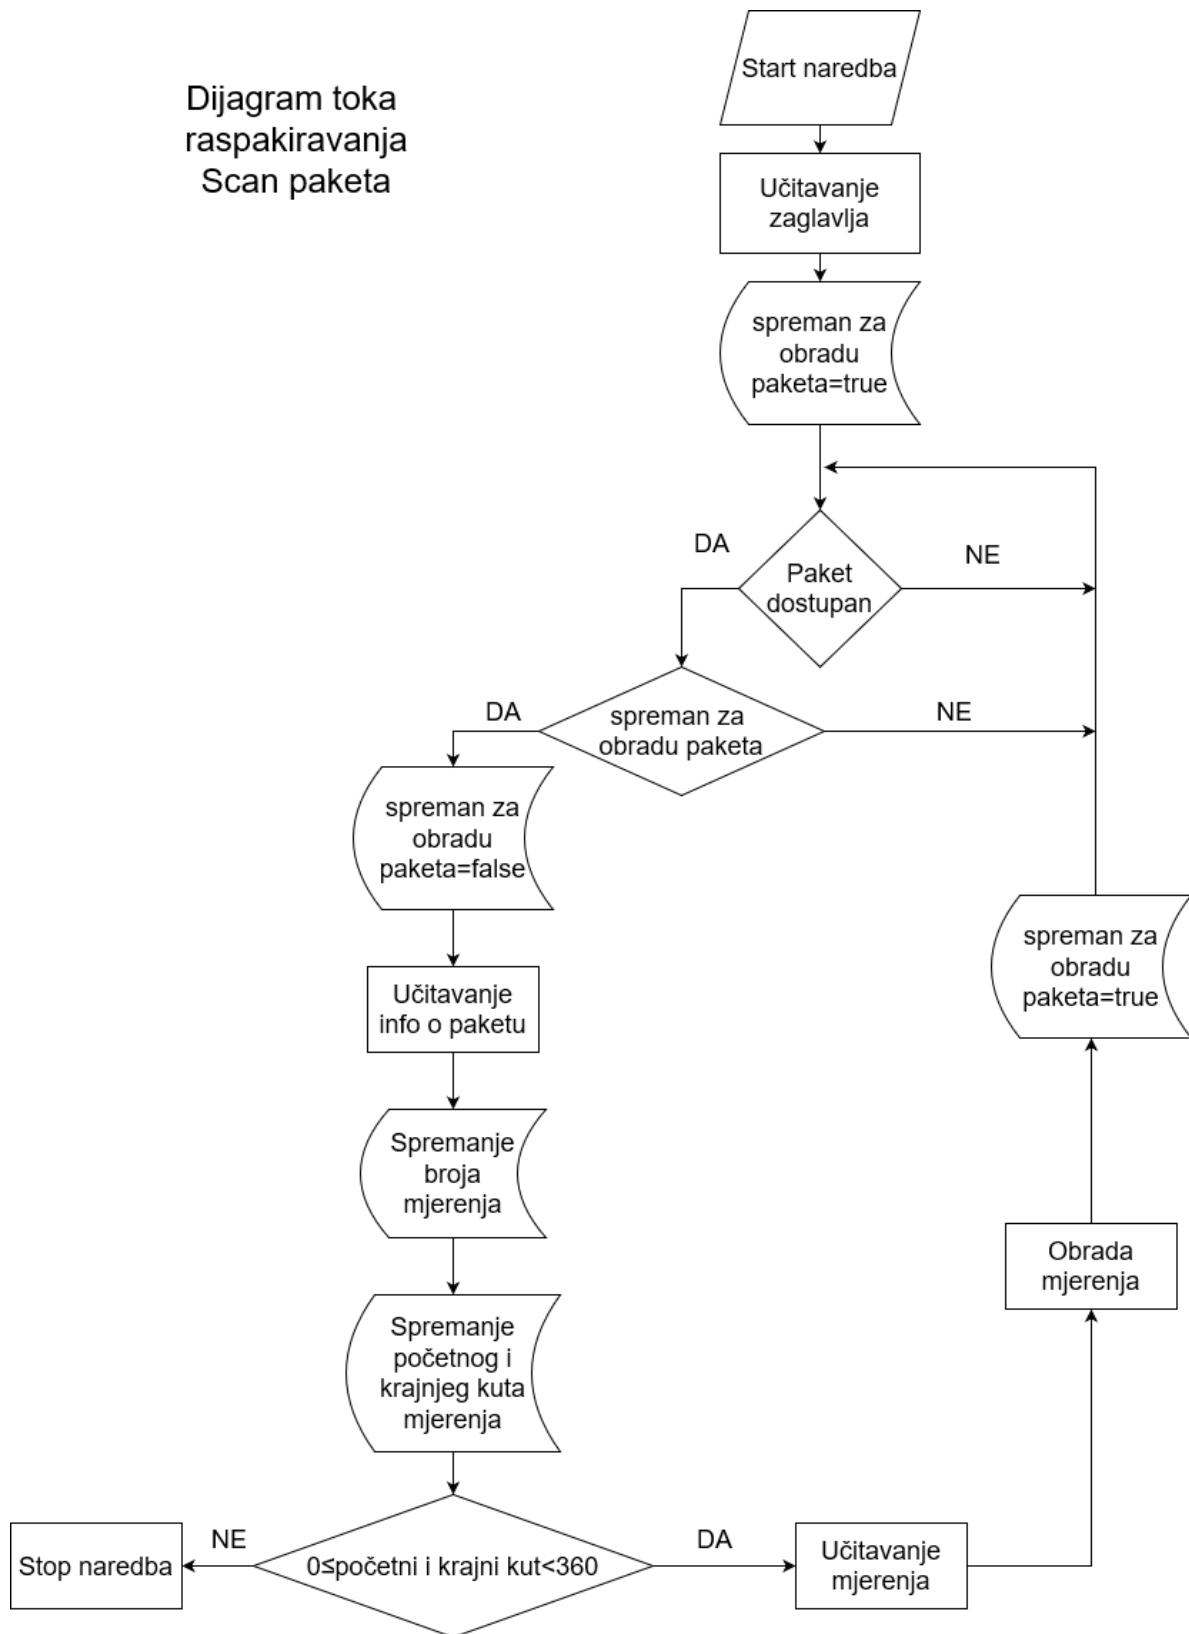 Dijagram toka
raspakiravanja
Scan paketa
Start naredba
Učitavanje
zaglavlja
spreman za
obradu
paketa=true
Paket
dostupan
DA
NE
spreman za
obradu paketa
DA
NE
spreman za
obradu
paketa=false
Učitavanje
info o paketu
Spremanje
broja
mjerenja
Spremanje
početnog i
krajnjeg kuta
mjerenja
0≤početni i krajni kut<360
NE
Stop naredba
DA
Učitavanje
mjerenja
Obrada
mjerenja
spreman za
obradu
paketa=true